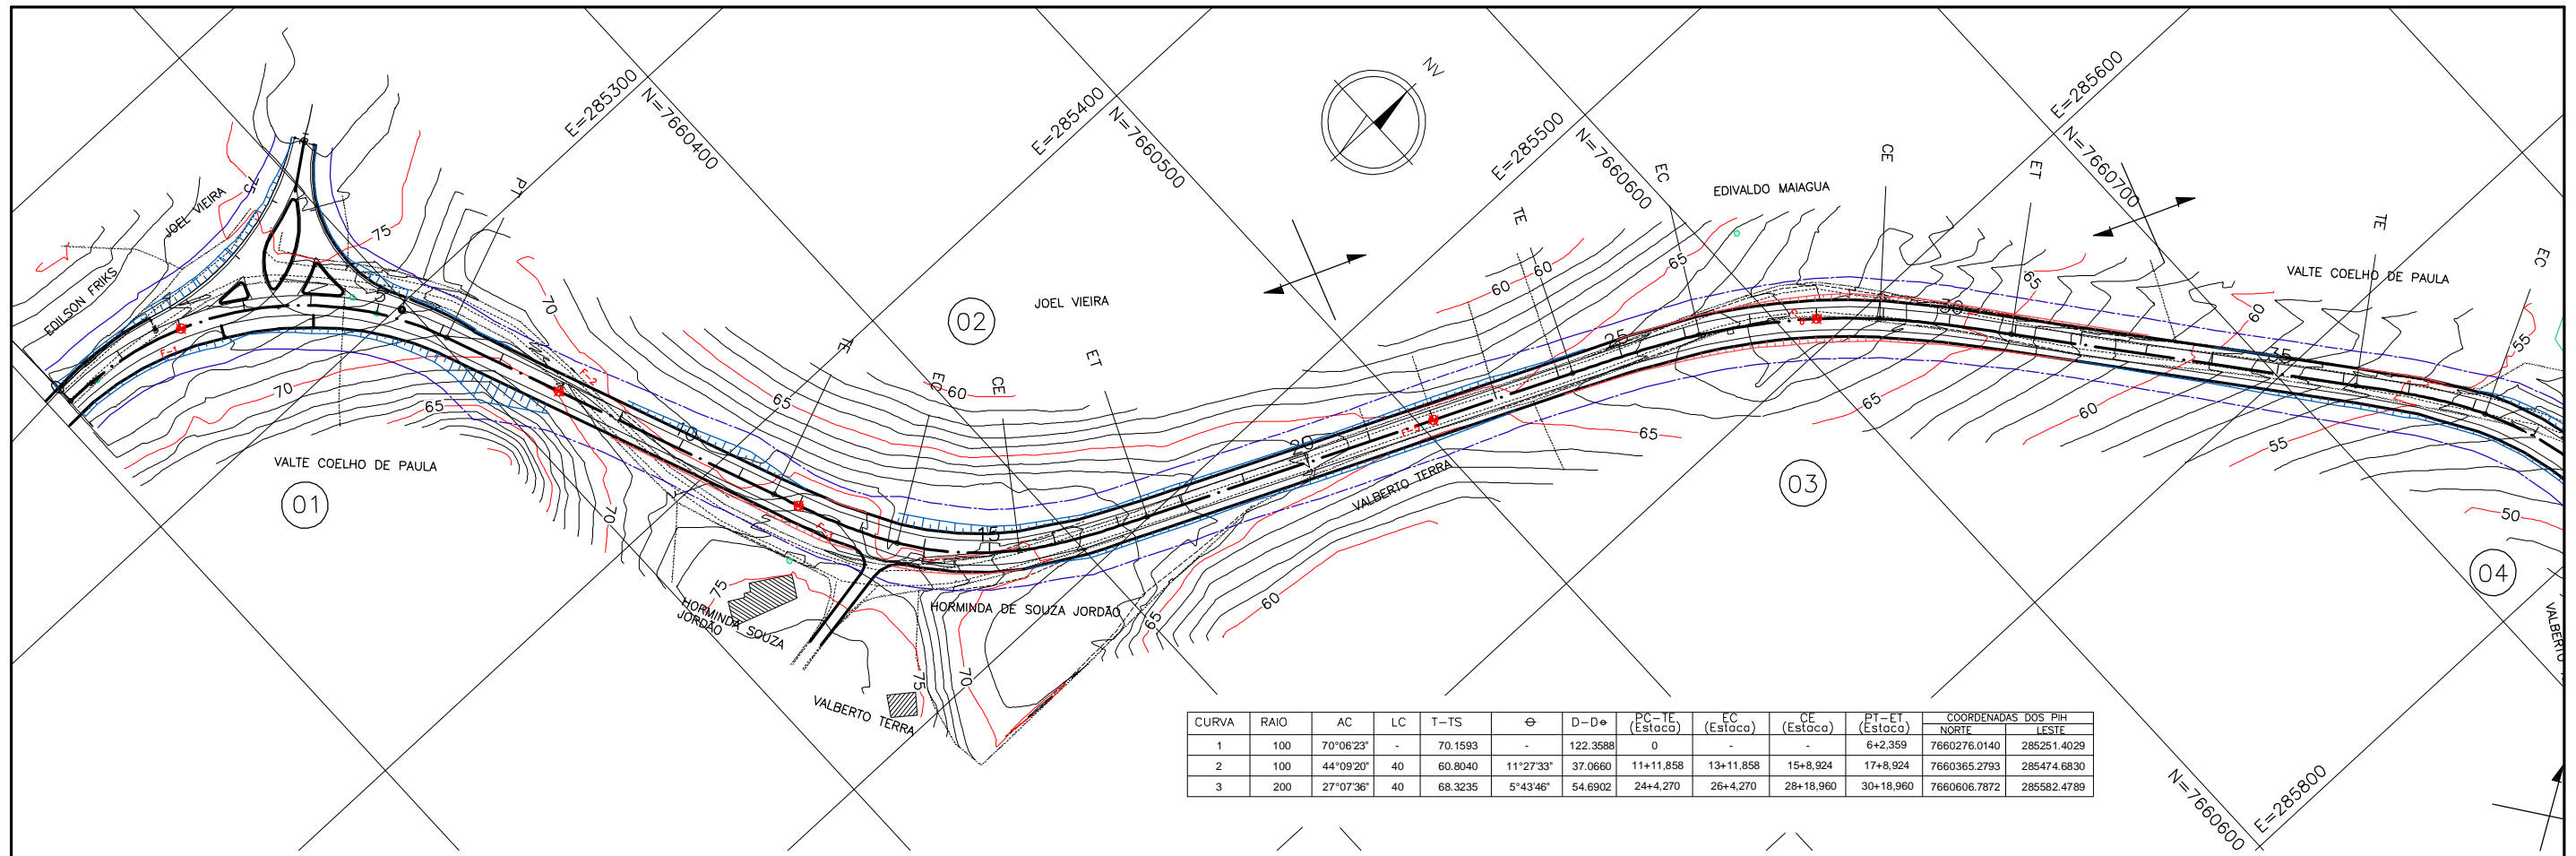 E=285300
N=7660400
E=285400
N=7660500
NV
E=285500
N=7660600
E=285600
N=7660700
EC
CE
ET
TE
TE
EC
PT
EDIVALDO MAIAGUA
VALTE COELHO DE PAULA
JOEL VIEIRA
EDILSON FRIKS
75
75
70
5
02
JOEL VIEIRA
60
65
65
60
55
TE
EC
CE
ET
60
65
25
30
35
F-1
F-2
70
65
10
15
20
65
65
60
55
50
VALTE COELHO DE PAULA
01
70
VALBERTO TERRA
03
04
75
HORMINDA SOUZA
JORDÃO
HORMINDA DE SOUZA JORDÃO
65
60
75
70
VALBERTO TERRA
VALBERTO
CURVA RAIO AC LC T-TS Ɵ D-DƟ PC-TE (Estaca) EC (Estaca) CE (Estaca) PT-ET (Estaca) COORDENADAS DOS PIH
NORTE LESTE
1 100 70°06'23" - 70.1593 - 122.3588 0 - - 6+2,359 7660276.0140 285251.4029
2 100 44°09'20" 40 60.8040 11°27'33" 37.0660 11+11,858 13+11,858 15+8,924 17+8,924 7660365.2793 285474.6830
3 200 27°07'36" 40 68.3235 5°43'46" 54.6902 24+4,270 26+4,270 28+18,960 30+18,960 7660606.7872 285582.4789
N=7660600
E=285800